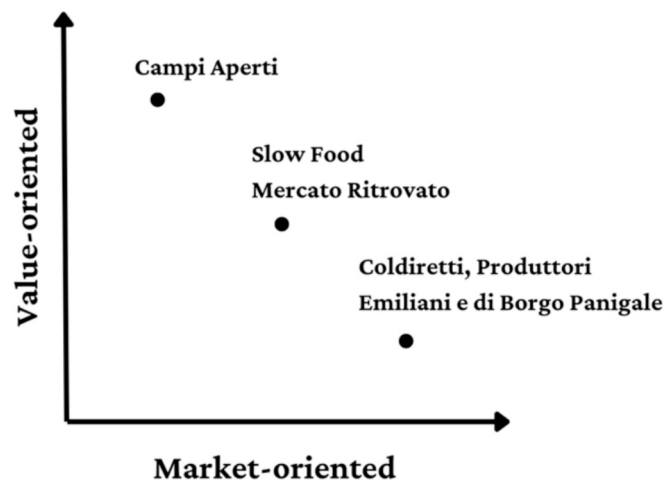 Campi Aperti
Slow Food
Mercato Ritrovato
Coldiretti, Produttori
Emiliani e di Borgo Panigale
Value-oriented
Market-oriented